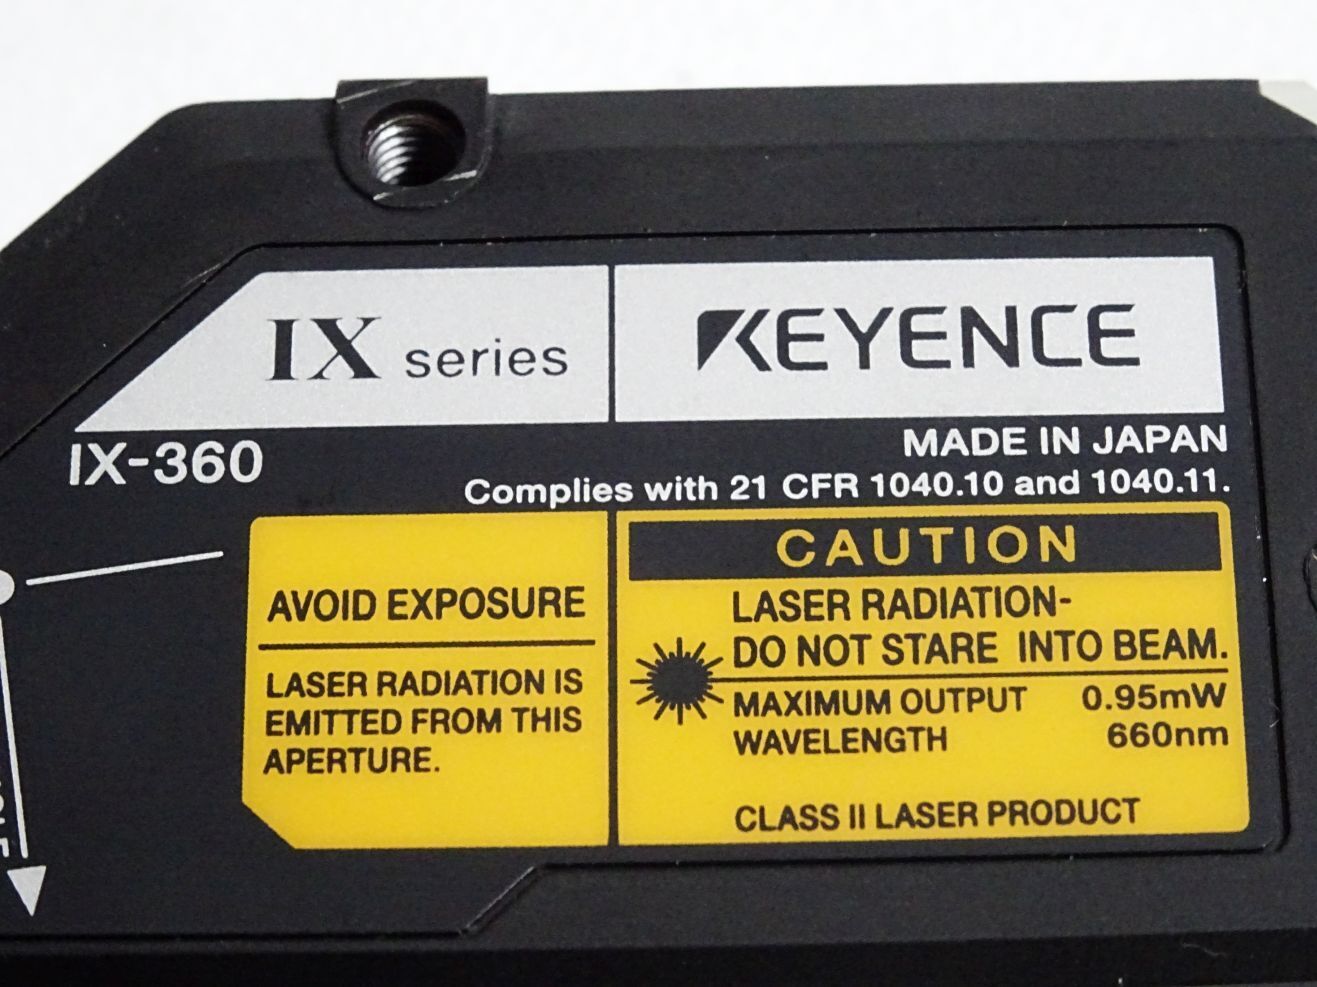 IX series
KEYENCE
IX-360
MADE IN JAPAN
Complies with 21 CFR 1040.10 and 1040.11.
AVOID EXPOSURE
LASER RADIATION IS
EMITTED FROM THIS
APERTURE.
CAUTION
LASER RADIATION-
DO NOT STARE INTO BEAM.
MAXIMUM OUTPUT 0.95mW
WAVELENGTH 660nm
CLASS II LASER PRODUCT